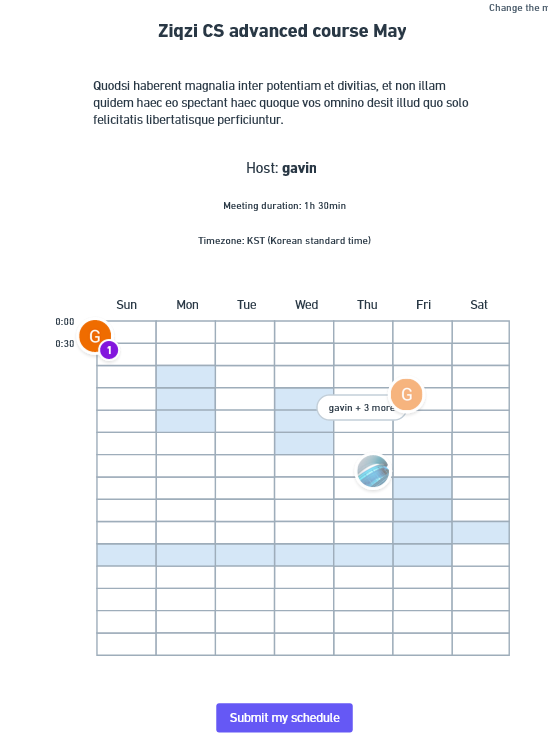 Change the m
Ziqzi CS advanced course May
Quodsi haberent magnalia inter potentiam et divitias, et non illam
quidem haec eo spectant haec quoque vos omnino desit illud quo solo
felicitatis libertatisque perficiuntur.
Host: gavin
Meeting duration: 1h 30min
Timezone: KST (Korean standard time)
Sun Mon Tue Wed Thu Fri Sat
0:00
G
0:30
1
G
gavin + 3 more
Submit my schedule